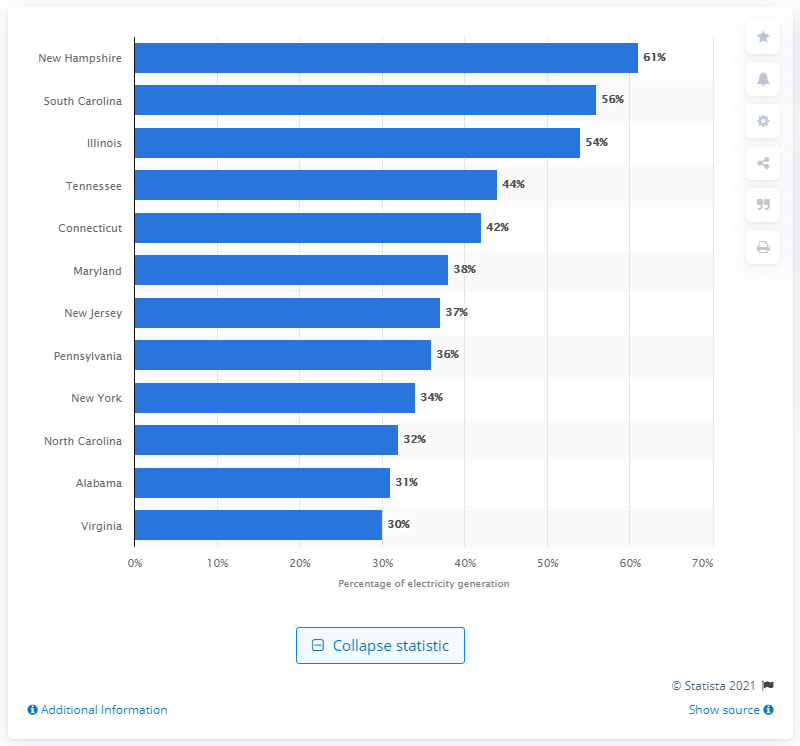 New Hampshire 61%
South Carolina 56%
Illinois 54%
Tennessee 44%
Connecticut 42%
Maryland 38%
New Jersey 37%
Pennsylvania 36%
New York 34%
North Carolina 32%
Alabama 31%
Virginia 30%
0% 10% 20% 30% 40% 50% 60% 70%
Percentage of electricity generation
Collapse statistic
© Statista 2021
Additional Information Show source